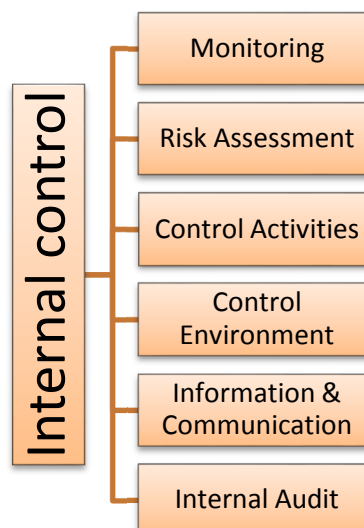 Internal control
Monitoring
Risk Assessment
Control Activities
Control
Environment
Information &
Communication
Internal Audit